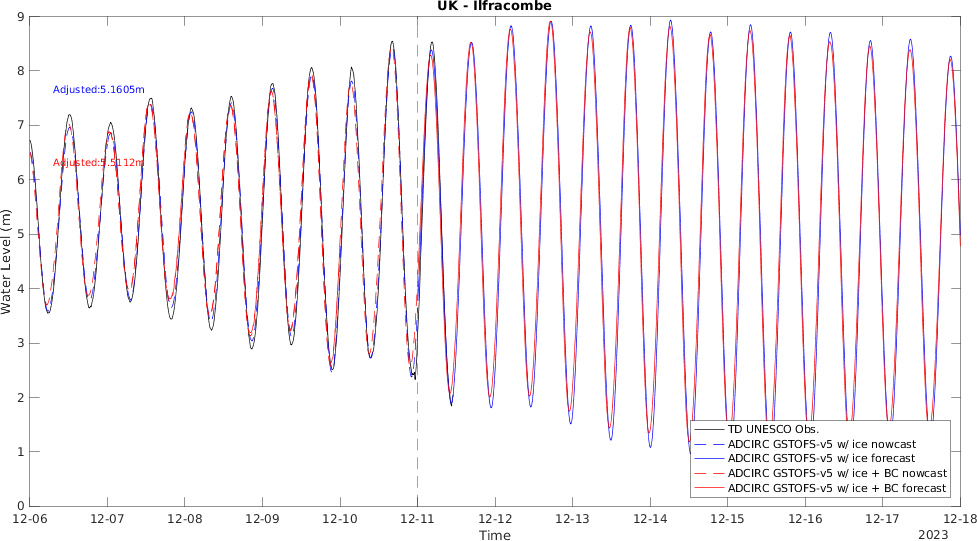 UK - Ilfracombe
9
8
7
6
5
4
3
2
1
0
Water Level (m)
Adjusted:5.1605m
Adjusted:5.5112m
TD UNESCO Obs.
ADCIRC GSTOFS-v5 w/ ice nowcast
ADCIRC GSTOFS-v5 w/ ice forecast
ADCIRC GSTOFS-v5 w/ ice + BC nowcast
ADCIRC GSTOFS-v5 w/ ice + BC forecast
12-06 12-07 12-08 12-09 12-10 12-11 12-12 12-13 12-14 12-15 12-16 12-17 12-18
Time
2023